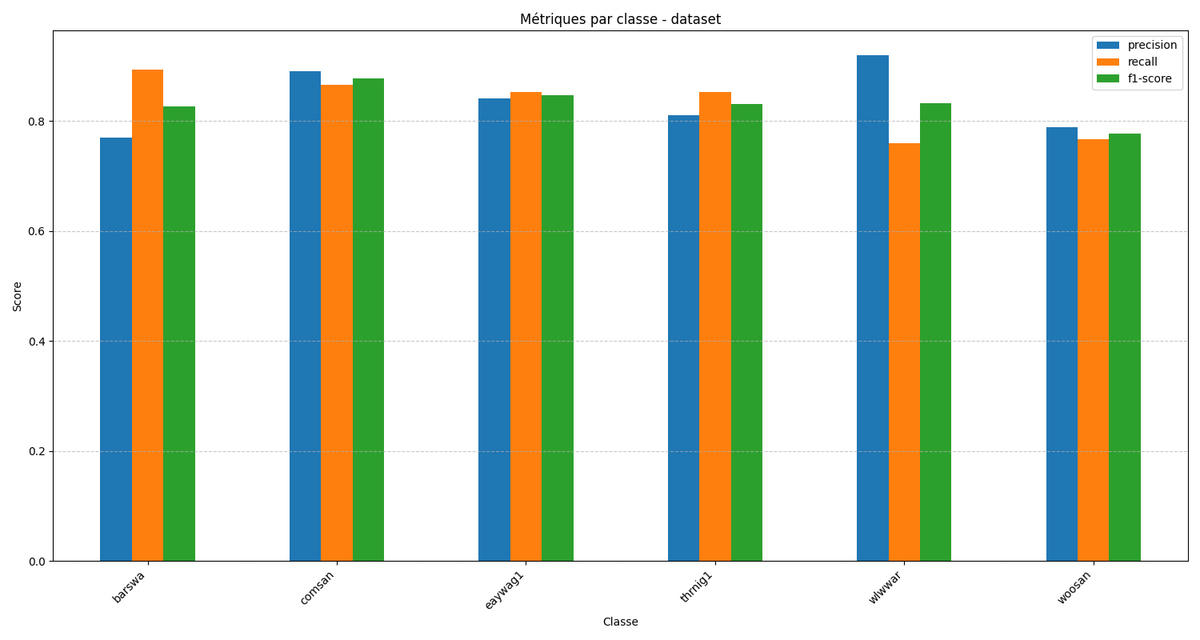 Métriques par classe - dataset
precision
recall
f1-score
Score
0.8
0.6
0.4
0.2
0.0
barswa
comsan
eaywag1
thrnig1
wlwwar
woosan
Classe